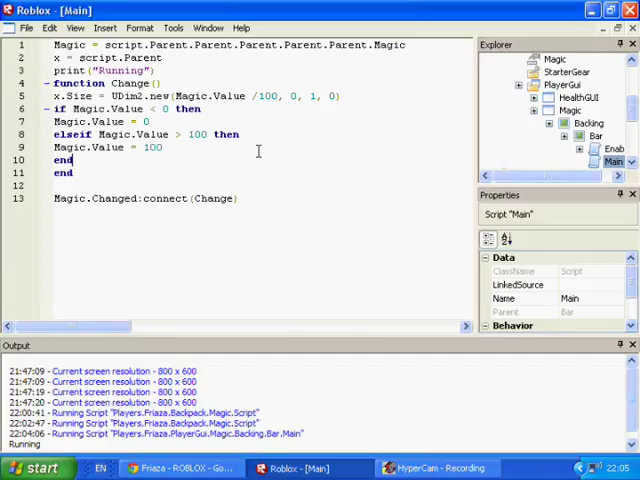 Roblox - [Main]
File Edit View Insert Format Tools Window Help
1 Magic = script.Parent.Parent.Parent.Parent.Parent.Magic
2 x = script.Parent
3 print("Running")
4 function Change()
5 x.Size = UDim2.new(Magic.Value /100, 0, 1, 0)
6 if Magic.Value < 0 then
7 Magic.Value = 0
8 elseif Magic.Value > 100 then
9 Magic.Value = 100
10 end
11 end
12
13 Magic.Changed:connect(Change)
Explorer
Magic
StarterGear
PlayerGui
HealthGUI
Magic
Backing
Bar
Enab
Main
Properties
Script "Main"
Data
ClassName Script
LinkedSource
Name Main
Parent Bar
Behavior
Output
21:47:09 - Current screen resolution - 800 x 600
21:47:09 - Current screen resolution - 800 x 600
21:47:19 - Current screen resolution - 800 x 600
21:47:20 - Current screen resolution - 800 x 600
22:00:41 - Running Script "Players.Friaza.Backpack.Magic.Script"
22:02:47 - Running Script "Players.Friaza.Backpack.Magic.Script"
22:04:06 - Running Script "Players.Friaza.PlayerGui.Magic.Backing.Bar.Main"
Running
start EN Friaza - ROBLOX - Go... Roblox - [Main] HyperCam - Recording 22:05